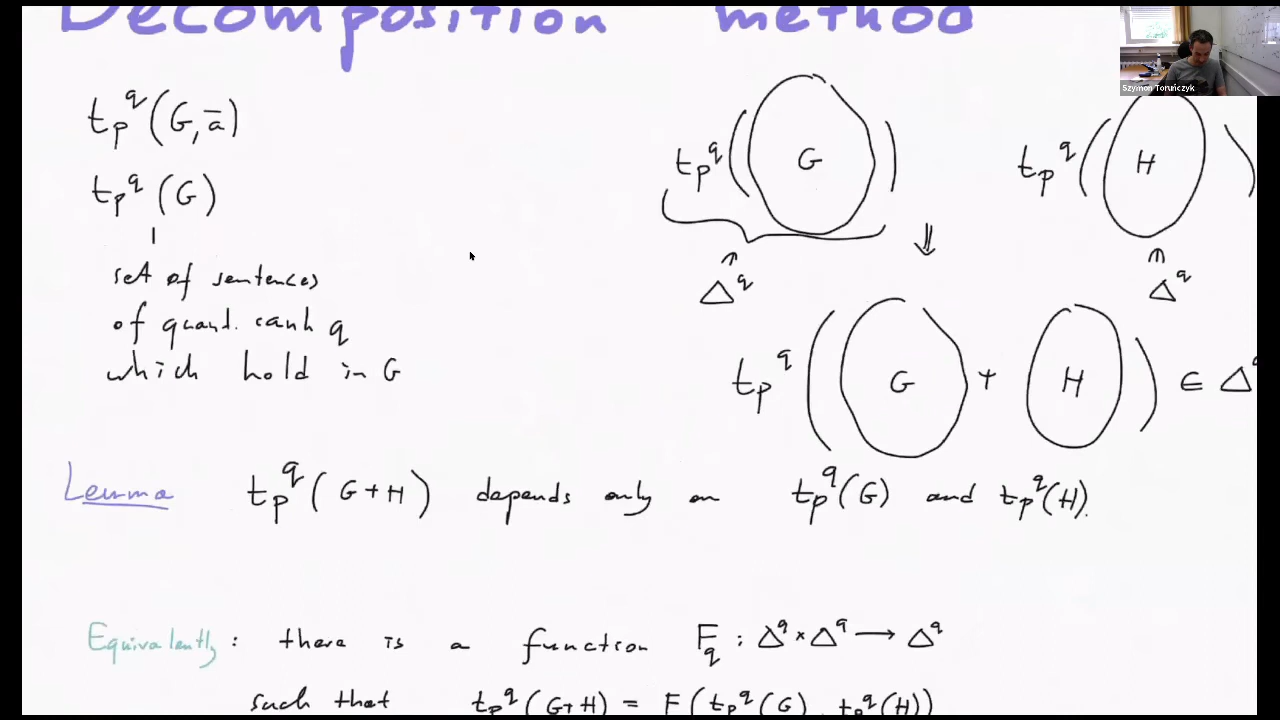 Decomposition method
Szymon Toruńczyk
tp^q(G,ā)
tp^q(G)
set of sentences
of quant. rank q
which hold in G
tp^q( G )
∈
Δ^q
tp^q( H )
∈
Δ^q
⇓
tp^q( G + H ) ∈ Δ^q
Lemma tp^q(G+H) depends only on tp^q(G) and tp^q(H).
Equivalently: there is a function F_q : Δ^q × Δ^q → Δ^q
such that tp^q(G+H) = F(tp^q(G), tp^q(H))